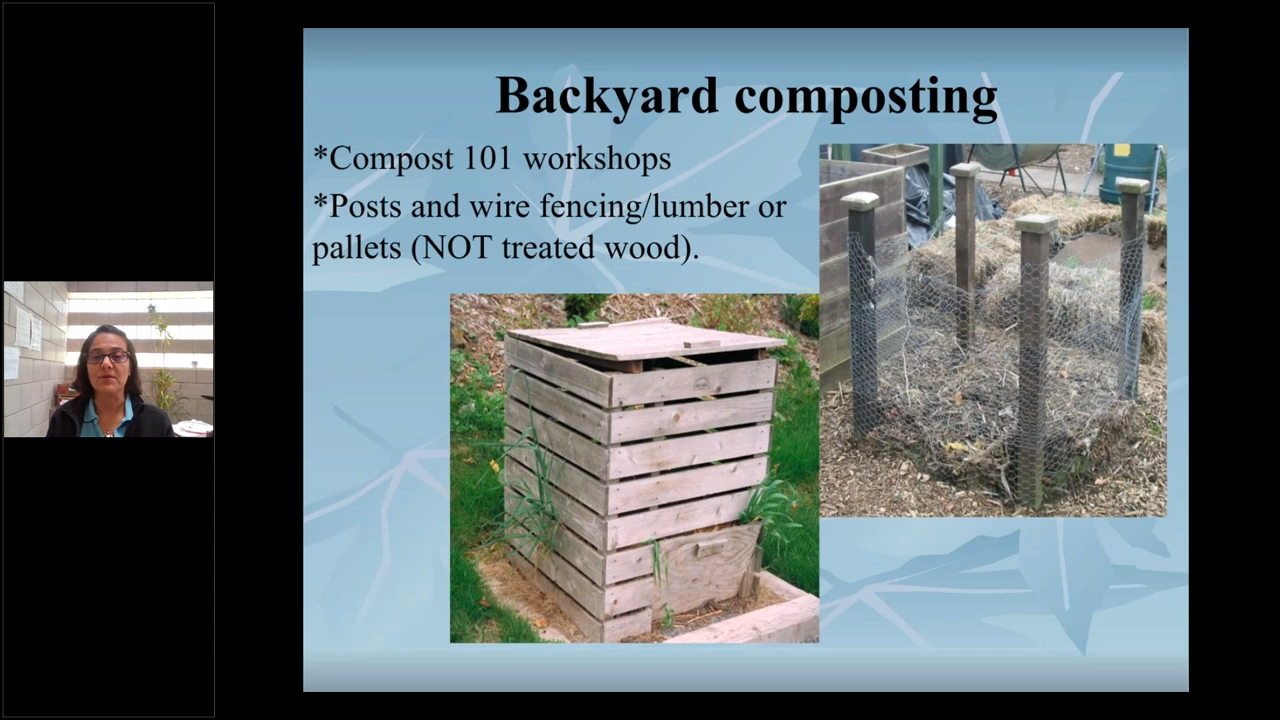 Backyard composting
*Compost 101 workshops
*Posts and wire fencing/lumber or
pallets (NOT treated wood).